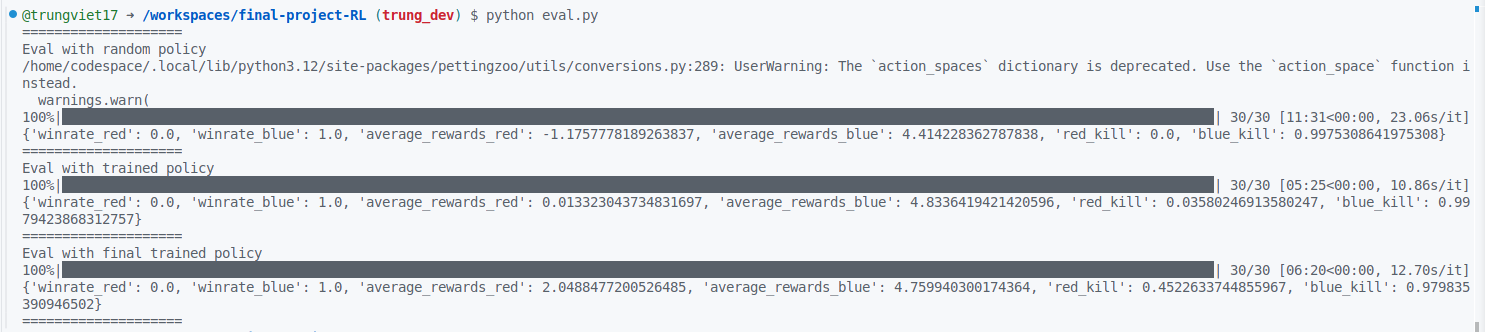 @trungviet17 → /workspaces/final-project-RL (trung_dev) $ python eval.py
====================
Eval with random policy
/home/codespace/.local/lib/python3.12/site-packages/pettingzoo/utils/conversions.py:289: UserWarning: The `action_spaces` dictionary is deprecated. Use the `action_space` function i
nstead.
  warnings.warn(
100%|| 30/30 [11:31<00:00, 23.06s/it]
{'winrate_red': 0.0, 'winrate_blue': 1.0, 'average_rewards_red': -1.1757778189263837, 'average_rewards_blue': 4.414228362787838, 'red_kill': 0.0, 'blue_kill': 0.9975308641975308}
====================
Eval with trained policy
100%|| 30/30 [05:25<00:00, 10.86s/it]
{'winrate_red': 0.0, 'winrate_blue': 1.0, 'average_rewards_red': 0.013323043734831697, 'average_rewards_blue': 4.8336419421420596, 'red_kill': 0.03580246913580247, 'blue_kill': 0.99
79423868312757}
====================
Eval with final trained policy
100%|| 30/30 [06:20<00:00, 12.70s/it]
{'winrate_red': 0.0, 'winrate_blue': 1.0, 'average_rewards_red': 2.0488477200526485, 'average_rewards_blue': 4.759940300174364, 'red_kill': 0.4522633744855967, 'blue_kill': 0.979835
390946502}
====================